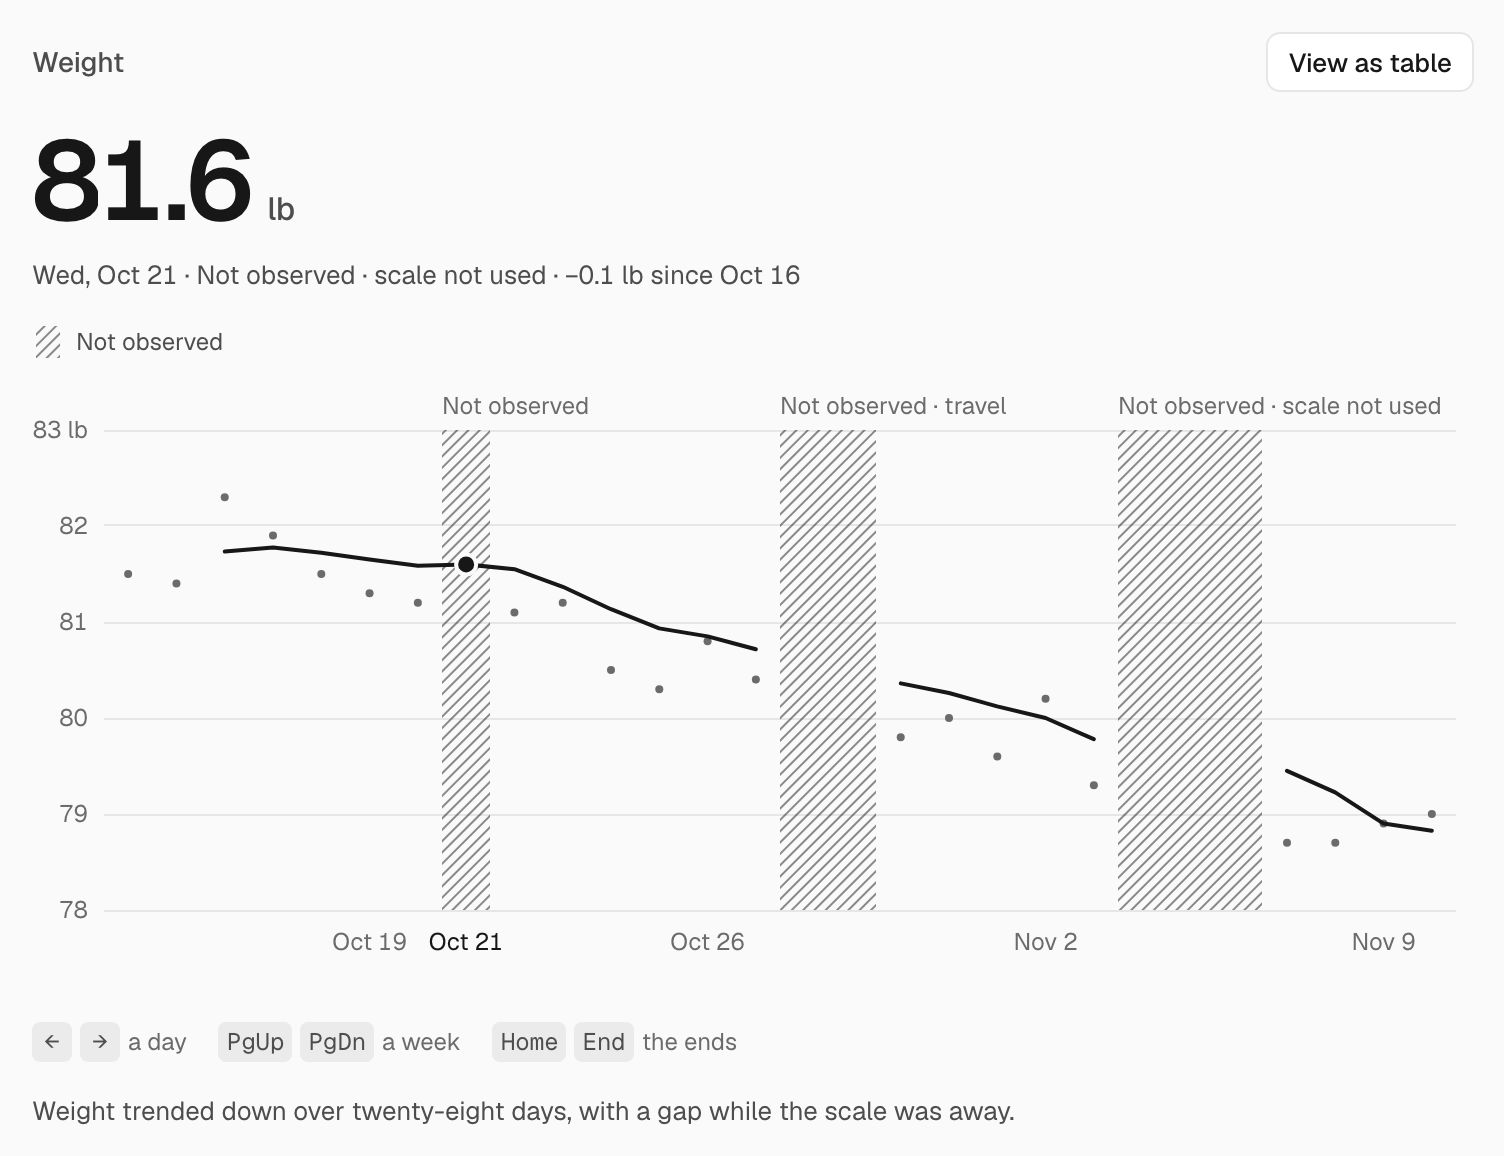 Weight
View as table
81.6 lb
Wed, Oct 21 · Not observed · scale not used · −0.1 lb since Oct 16
Not observed
Not observed
Not observed · travel
Not observed · scale not used
83 lb
82
81
80
79
78
Oct 19
Oct 21
Oct 26
Nov 2
Nov 9
← → a day PgUp PgDn a week Home End the ends
Weight trended down over twenty-eight days, with a gap while the scale was away.